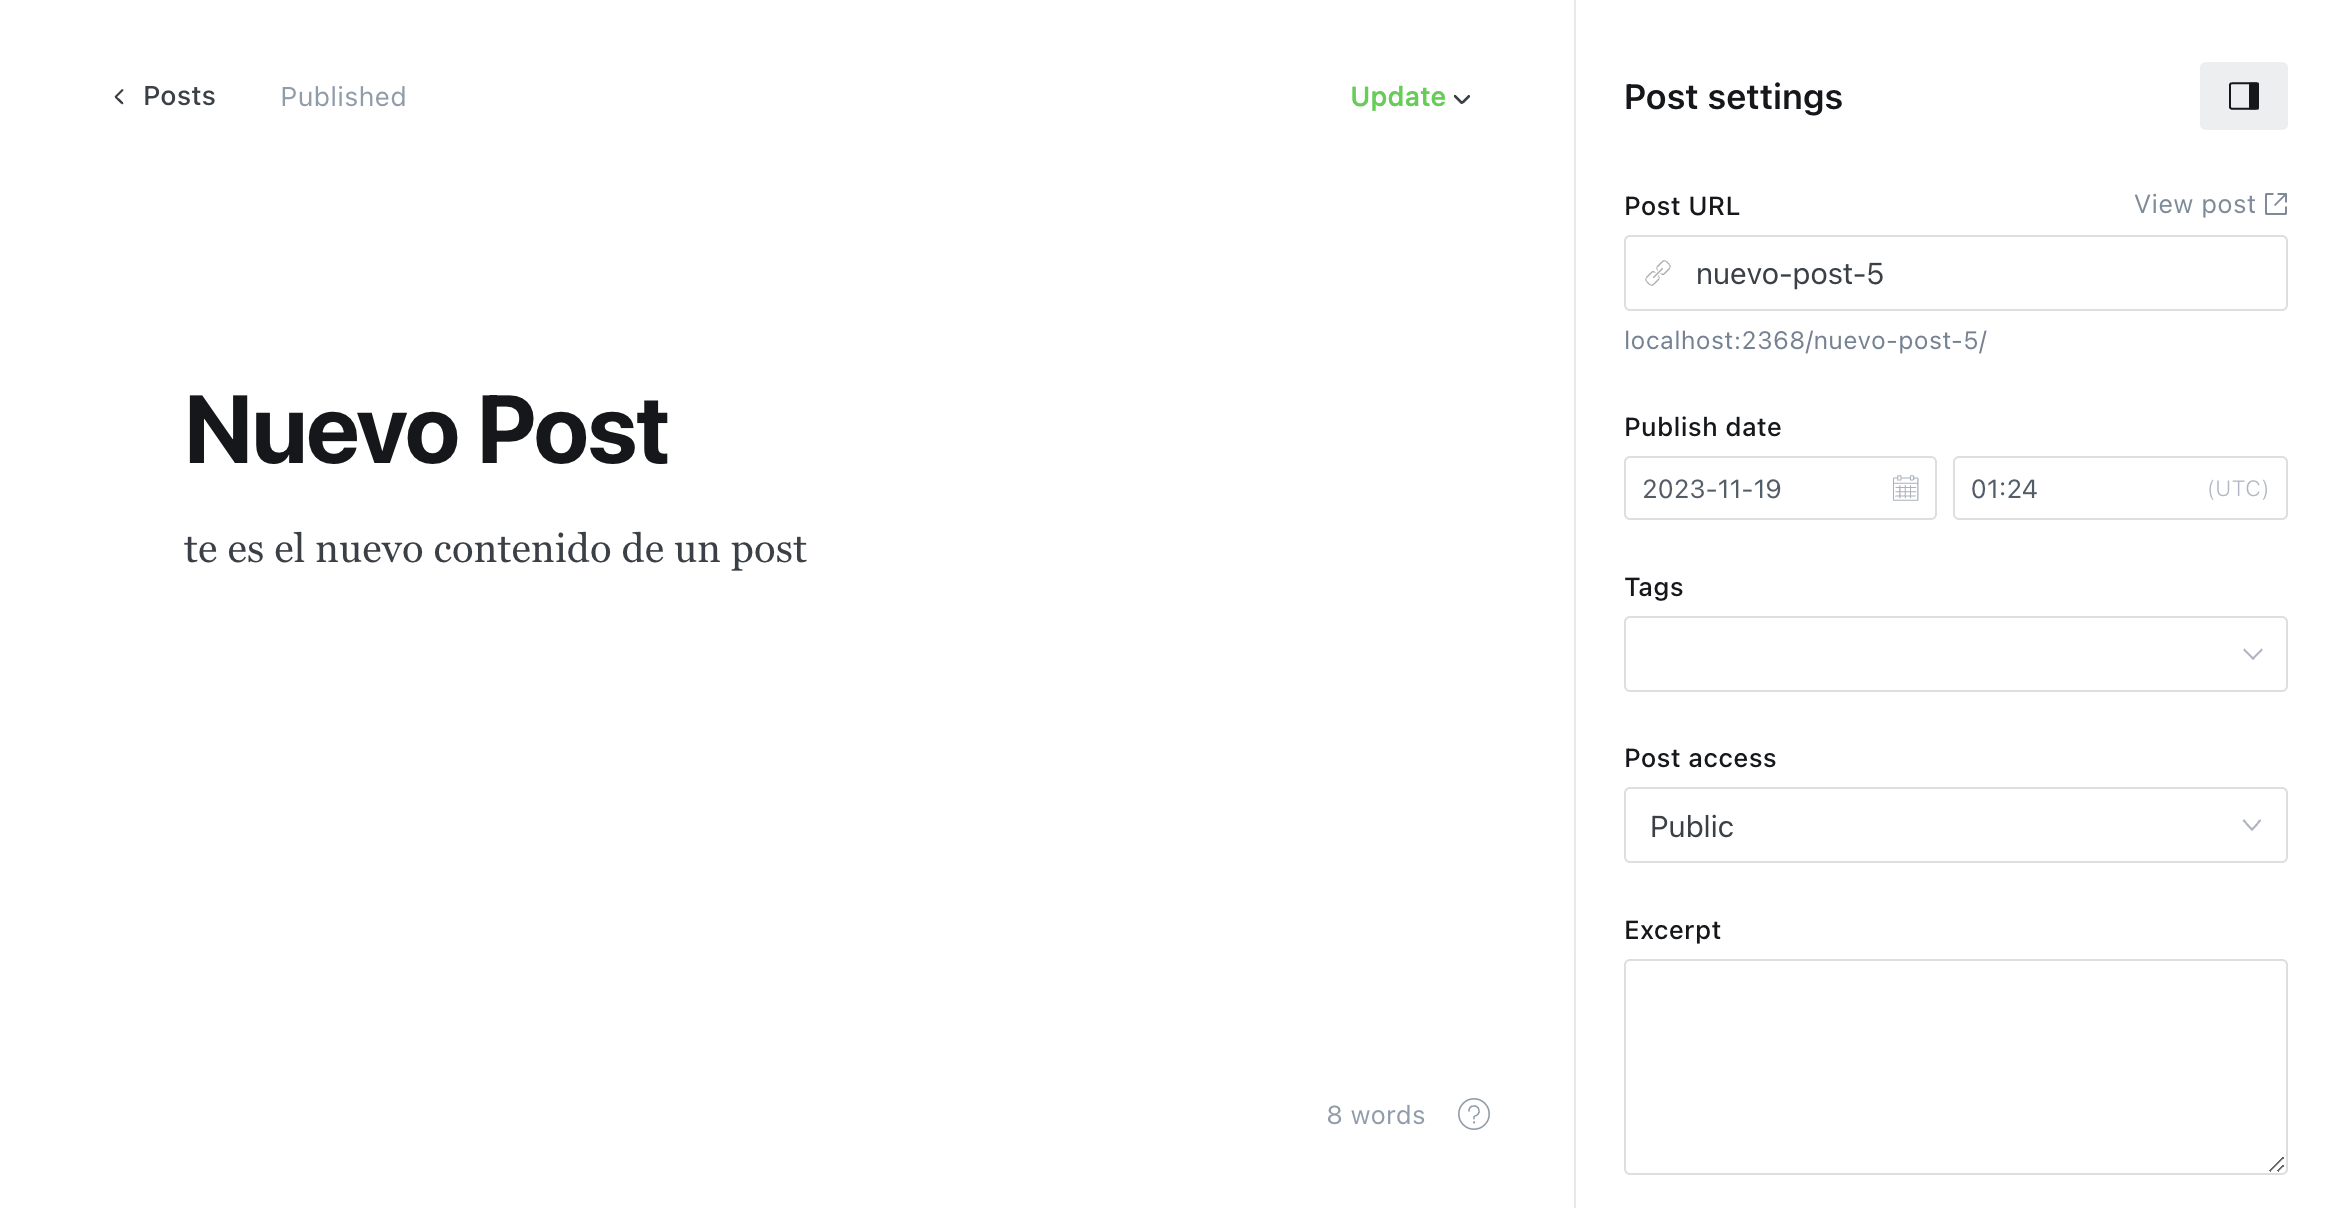 Posts
Published
Update
Nuevo Post
te es el nuevo contenido de un post
8 words
?
Post settings
Post URL
View post
nuevo-post-5
localhost:2368/nuevo-post-5/
Publish date
2023-11-19
01:24
(UTC)
Tags
Post access
Public
Excerpt